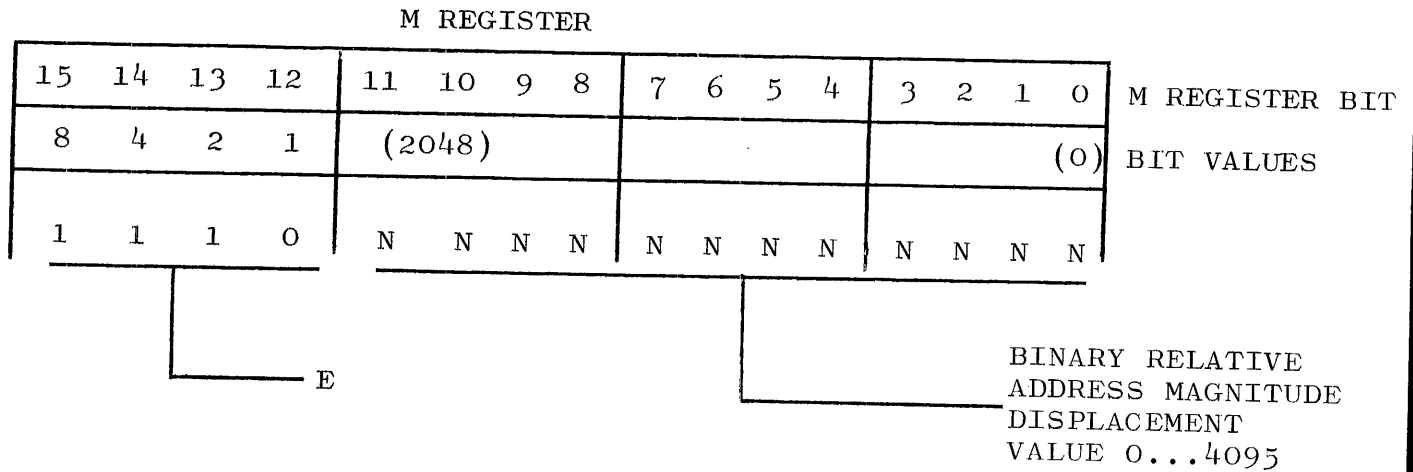 M REGISTER
15 14 13 12 11 10 9 8 7 6 5 4 3 2 1 0 M REGISTER BIT
8 4 2 1 (2048) (0) BIT VALUES
1 1 1 0 N N N N N N N N N N N N
E
BINARY RELATIVE
ADDRESS MAGNITUDE
DISPLACEMENT
VALUE 0...4095